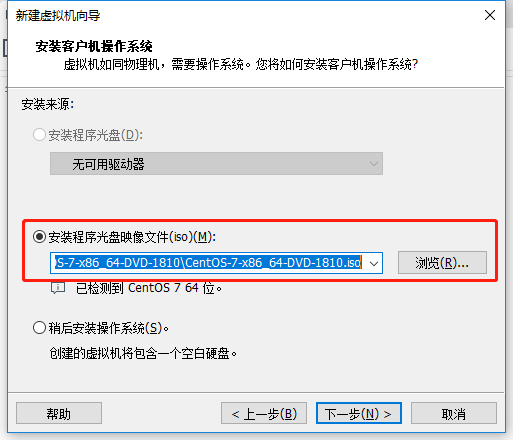 新建虚拟机向导
安装客户机操作系统
虚拟机如同物理机，需要操作系统。您将如何安装客户机操作系统?
安装来源:
安装程序光盘(D):
无可用驱动器
安装程序光盘映像文件(iso)(M):
S-7-x86_64-DVD-1810\CentOS-7-x86_64-DVD-1810.iso
浏览(R)...
已检测到 CentOS 7 64 位。
稍后安装操作系统(S)。
创建的虚拟机将包含一个空白硬盘。
帮助
< 上一步(B)
下一步(N) >
取消